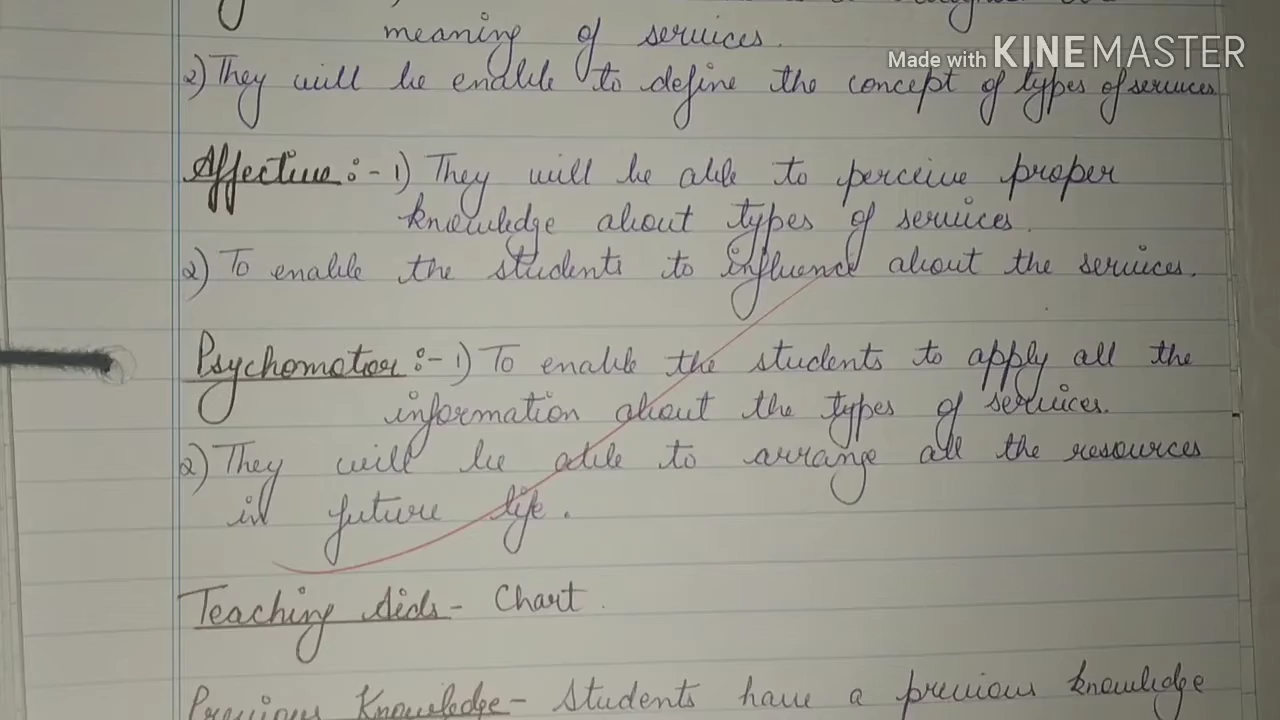 meaning of services.
Made with KINEMASTER
2) They will be enable to define the concept of types of services
Affective :- 1) They will be able to perceive proper
knowledge about types of services.
2) To enable the students to influence about the services.
Psychomotor :- 1) To enable the students to apply all the
information about the types of services.
2) They will be able to arrange all the resources
in future life.
Teaching Aids - Chart.
Previous Knowledge - Students have a previous knowledge